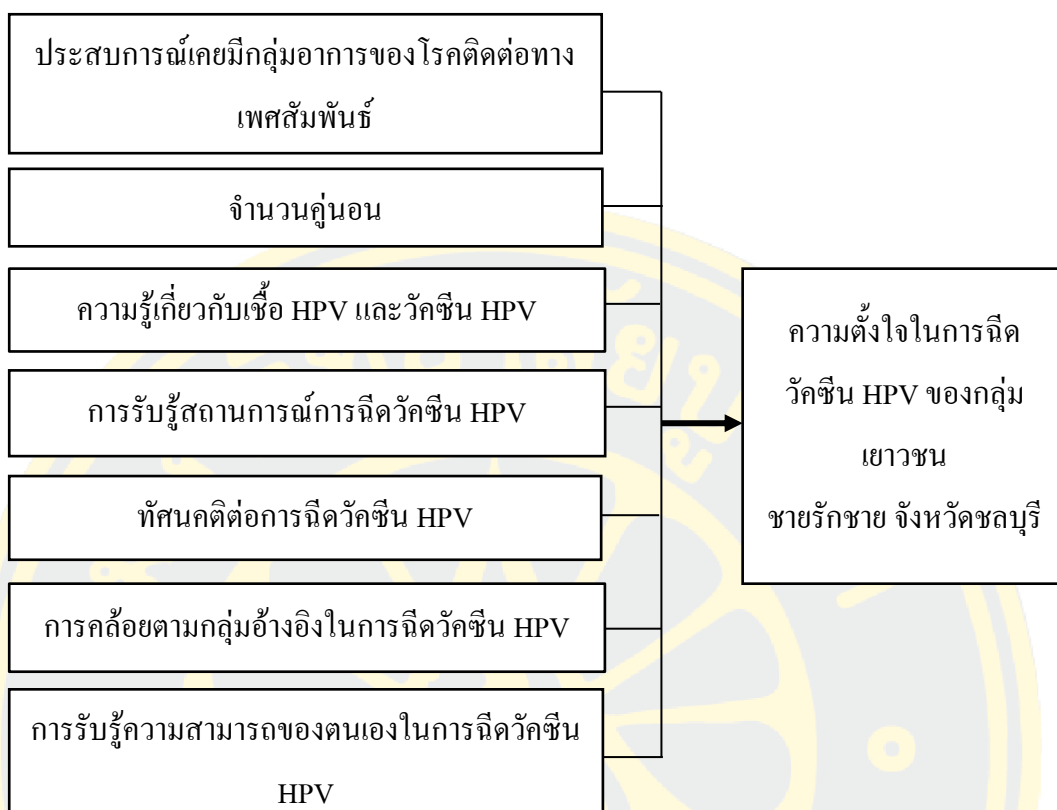 ประสบการณ์เคยมีกลุ่มอาการของโรคติดต่อทาง
เพศสัมพันธ์
จำนวนคู่นอน
ความรู้เกี่ยวกับเชื้อ HPV และวัคซีน HPV
การรับรู้สถานการณ์การฉีดวัคซีน HPV
ทัศนคติต่อการฉีดวัคซีน HPV
การคล้อยตามกลุ่มอ้างอิงในการฉีดวัคซีน HPV
การรับรู้ความสามารถของตนเองในการฉีดวัคซีน
HPV
ความตั้งใจในการฉีด
วัคซีน HPV ของกลุ่ม
เยาวชน
ชายรักชาย จังหวัดชลบุรี